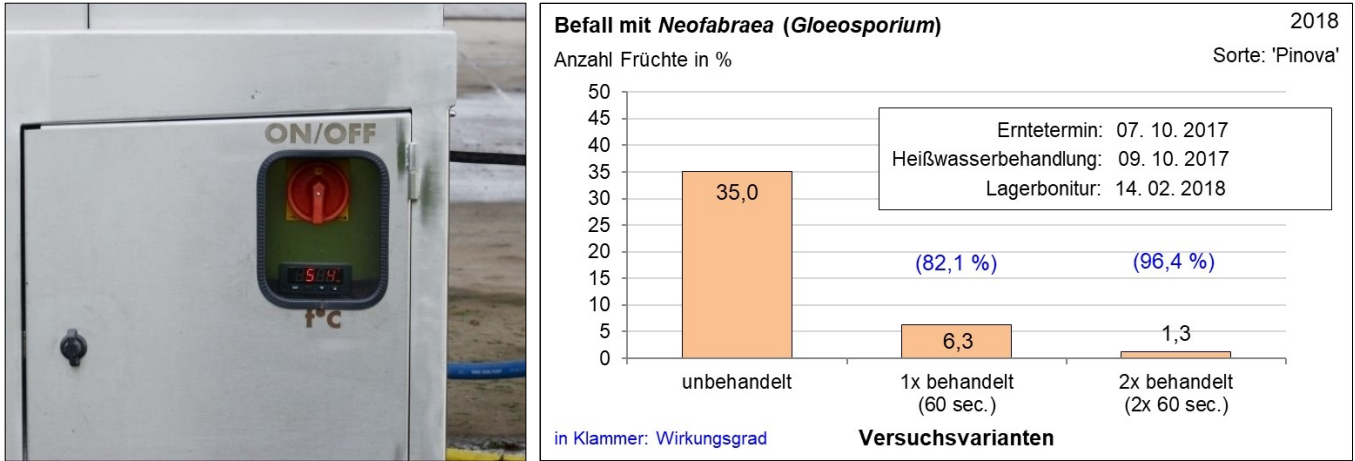 ON/OFF
54
t°C
Befall mit Neofabraea (Gloeosporium)
2018
Anzahl Früchte in %
Sorte: 'Pinova'
50
45
40
35
30
25
20
15
10
5
0
Erntetermin: 07. 10. 2017
Heißwasserbehandlung: 09. 10. 2017
Lagerbonitur: 14. 02. 2018
35,0
(82,1 %)
(96,4 %)
6,3
1,3
unbehandelt
1x behandelt
(60 sec.)
2x behandelt
(2x 60 sec.)
in Klammer: Wirkungsgrad
Versuchsvarianten